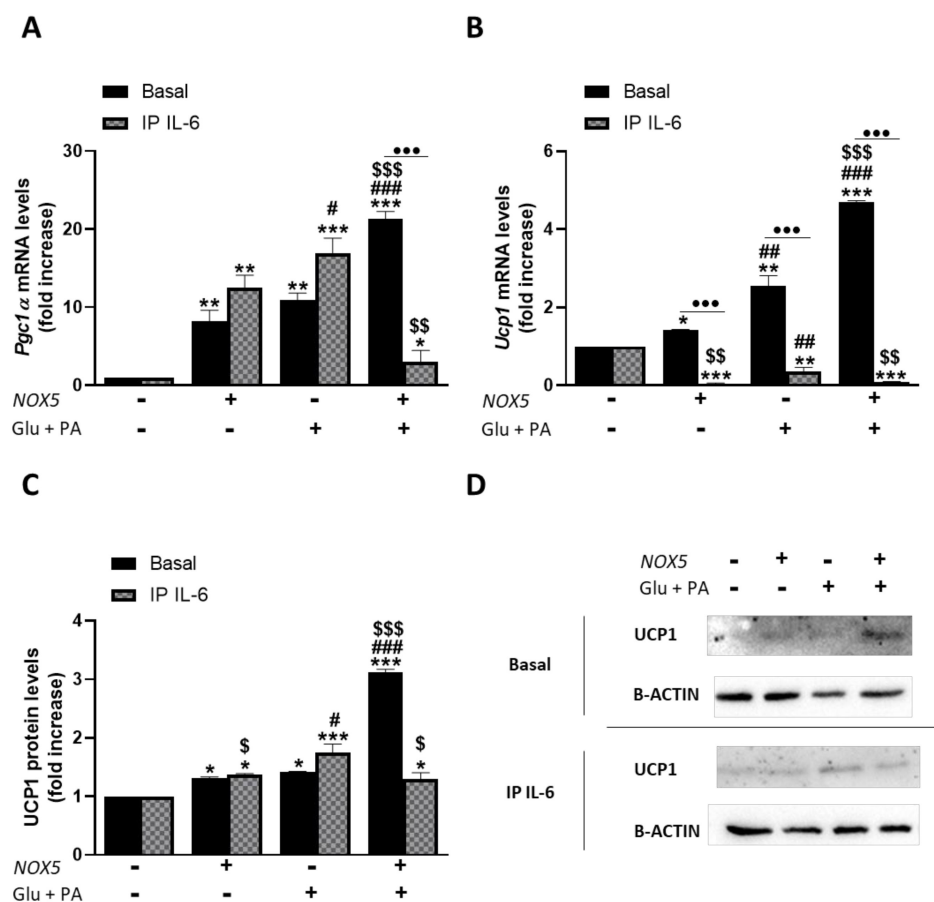 A
Basal
IP IL-6
Pgc1 α mRNA levels
(fold increase)
30
20
10
0
** ** ** *** # *** ### $$$ ••• * $$
NOX5 - + - +
Glu + PA - - + +
B
Basal
IP IL-6
Ucp1 mRNA levels
(fold increase)
6
4
2
0
* ••• *** $$ ** ## ••• ** ## *** ### $$$ ••• *** $$
NOX5 - + - +
Glu + PA - - + +
C
Basal
IP IL-6
UCP1 protein levels
(fold increase)
4
3
2
1
0
* * $ * *** # *** ### $$$ * $
NOX5 - + - +
Glu + PA - - + +
D
NOX5 - + - +
Glu + PA - - + +
Basal
UCP1
B-ACTIN
IP IL-6
UCP1
B-ACTIN